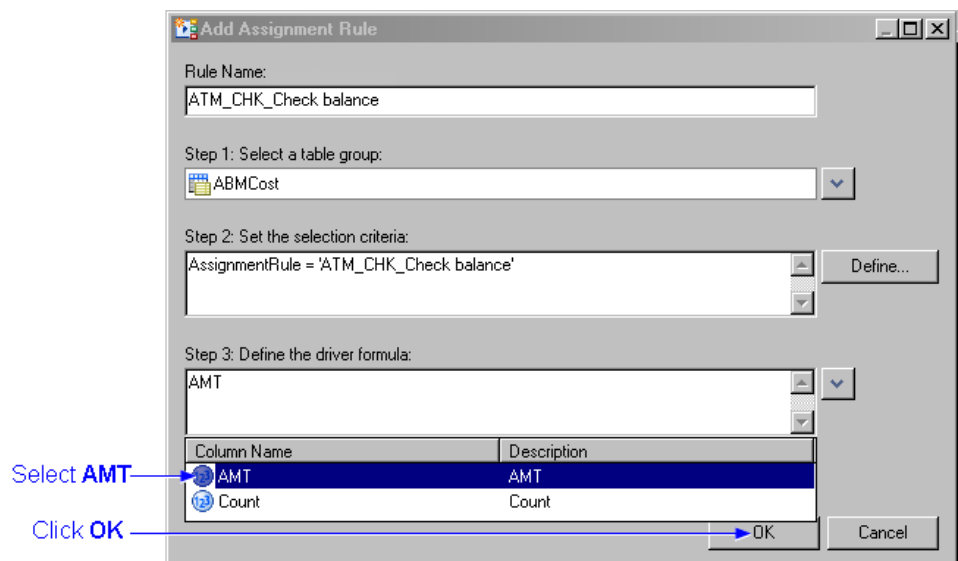 Add Assignment Rule
Rule Name:
ATM_CHK_Check balance
Step 1: Select a table group:
ABMCost
Step 2: Set the selection criteria:
AssignmentRule = 'ATM_CHK_Check balance'
Define...
Step 3: Define the driver formula:
AMT
Column Name Description
Select AMT 123 AMT AMT
123 Count Count
Click OK OK Cancel